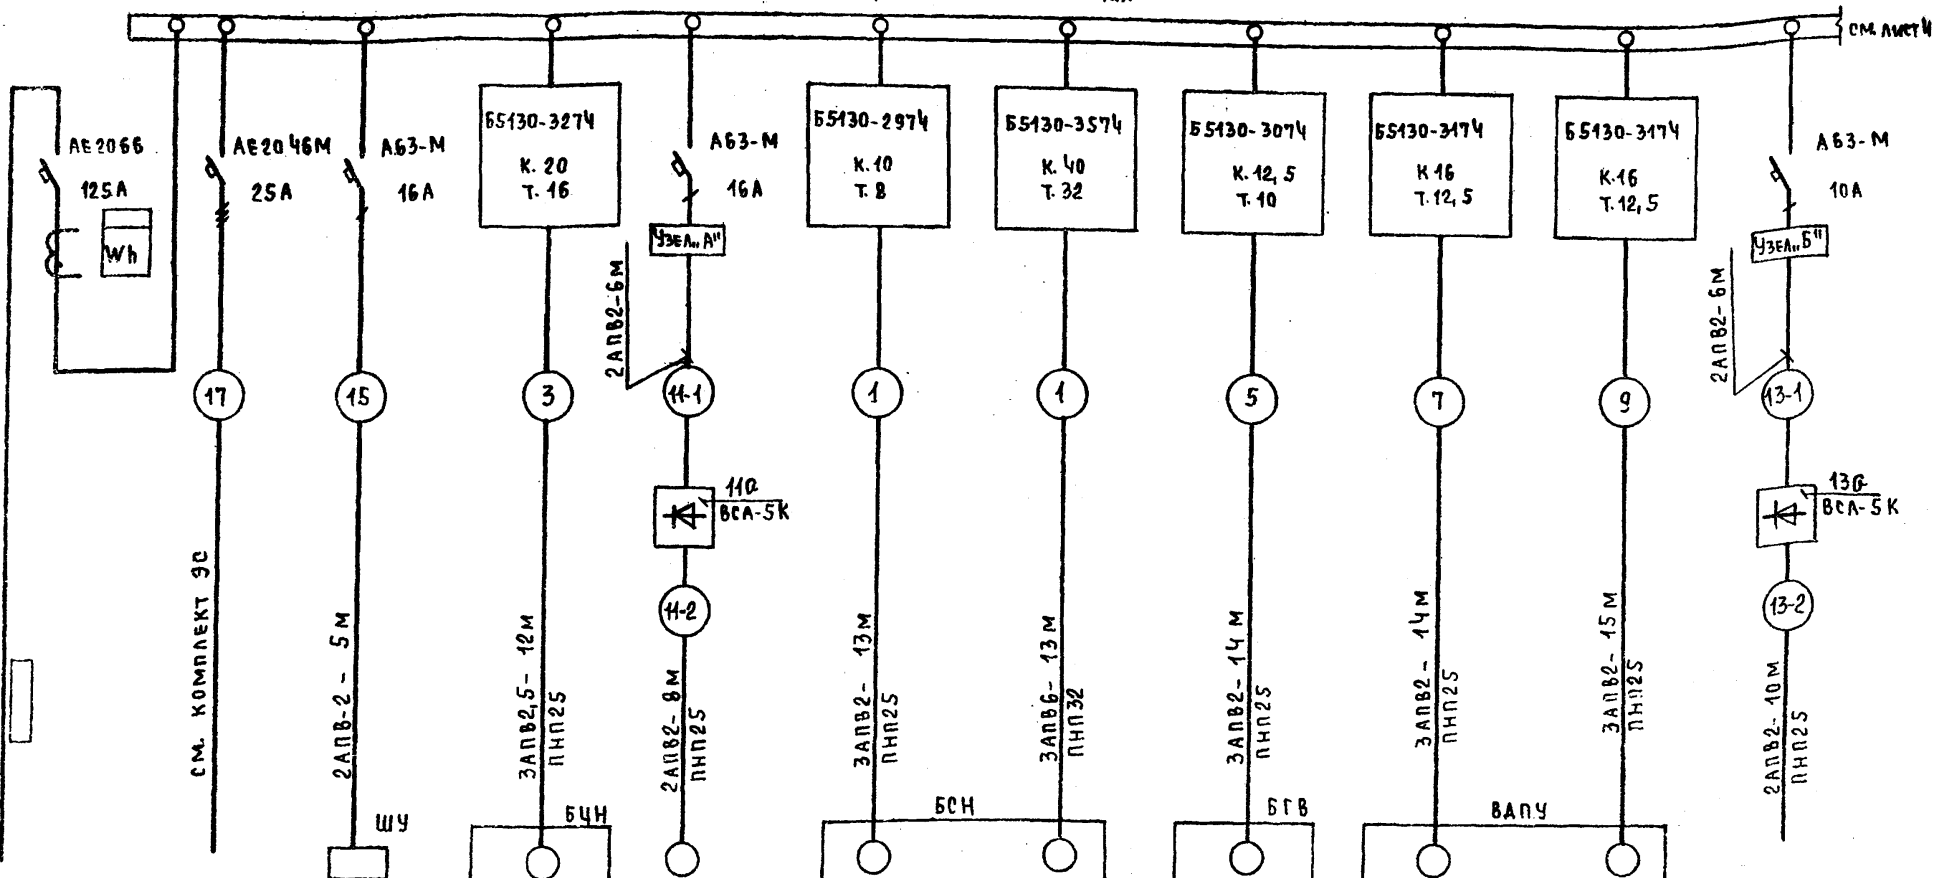 см. лист 4
АЕ2066
125А
Wh
АЕ2046М
25А
А63-М
16А
Б5130-3274
К. 20
Т. 16
А63-М
16А
Узел „А"
2АПВ2-6м
Б5130-2974
К. 10
Т. 8
Б5130-3574
К. 40
Т. 32
Б5130-3074
К. 12,5
Т. 10
Б5130-3174
К 16
Т. 12,5
Б5130-3174
К.16
Т. 12,5
А63-М
10А
Узел „Б"
2АПВ2-6м
17
15
3
11-1
1
1
5
7
9
13-1
ВСА-5К
ВСА-5К
11-2
13-2
см. комплект ЭС
2АПВ-2 - 5м
3АПВ2,5- 12м
ПНП25
2АПВ2- 8м
ПНП25
3АПВ2- 13м
ПНП25
3АПВ6- 13м
ПНП32
3АПВ2- 14м
ПНП25
3АПВ2- 14м
ПНП25
3АПВ2- 15м
ПНП25
2АПВ2- 10м
ПНП25
ШУ
БЦН
БСН
БГВ
ВАПУ